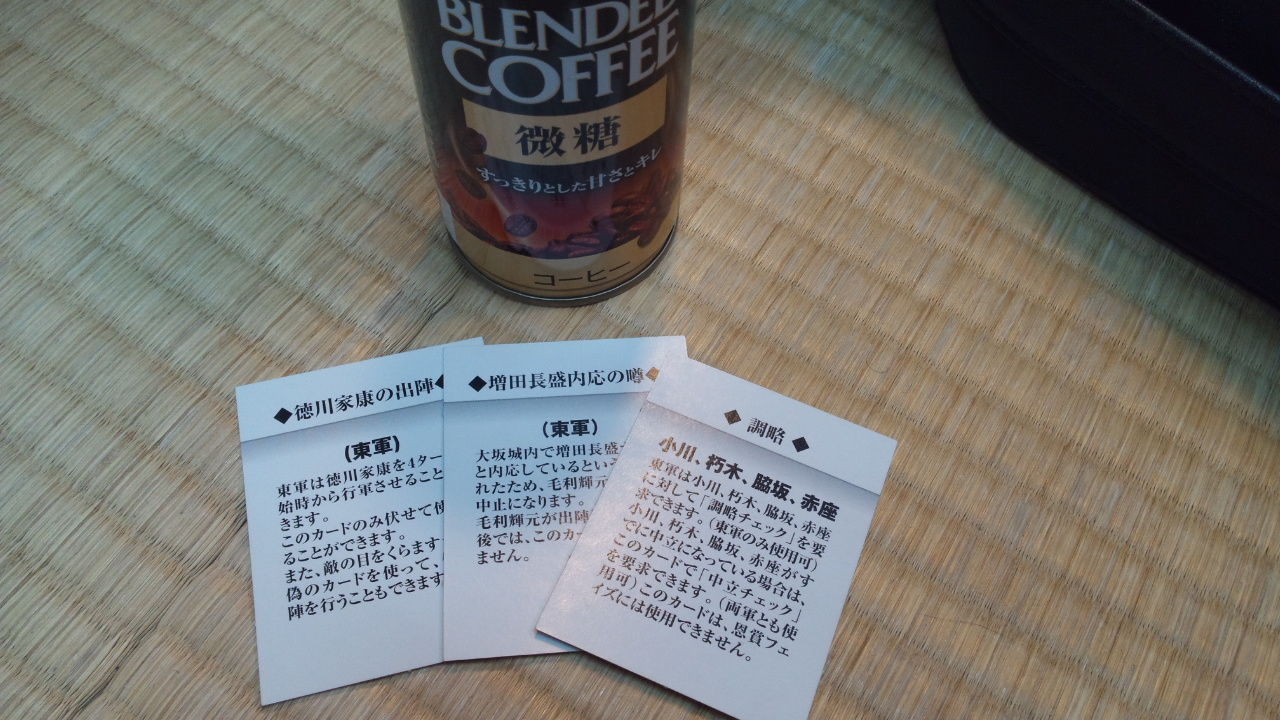 BLENDED
COFFEE
微糖
すっきりとした甘さとキレ
コーヒー
◆徳川家康の出陣◆
(東軍)
東軍は徳川家康を4ター
始時から行軍させること
きます。
このカードのみ伏せて使
ることができます。
また、敵の目をくらます
偽のカードを使って、
陣を行うこともできます
◆増田長盛内応の噂◆
(東軍)
大坂城内で増田長盛
と内応しているという
れたため、毛利輝元
中止になります。
毛利輝元が出陣
後では、このカー
ません。
◆調略◆
小川、朽木、脇坂、赤座
東軍は小川、朽木、脇坂、赤座
に対して「調略チェック」を要
求できます。(東軍のみ使用可)
小川、朽木、脇坂、赤座がす
でに中立になっている場合は、
このカードで「中立チェック」
を要求できます。(両軍とも使
用可)このカードは、恩賞フェ
イズには使用できません。